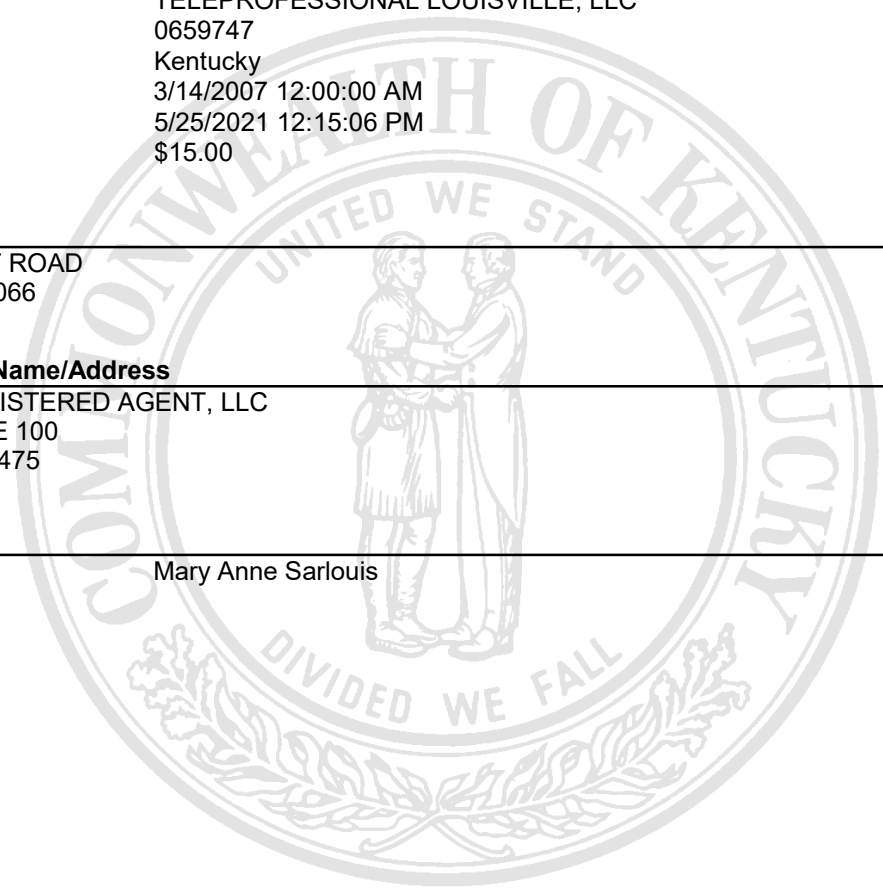 TELEPROFESSIONAL LOUISVILLE, LLC
0659747
Kentucky
3/14/2007 12:00:00 AM
5/25/2021 12:15:06 PM
$15.00
ROAD
066
Name/Address
ISTERED AGENT, LLC
E 100
475
Mary Anne Sarlouis
COMMONWEALTH OF KENTUCKY
UNITED WE STAND
DIVIDED WE FALL